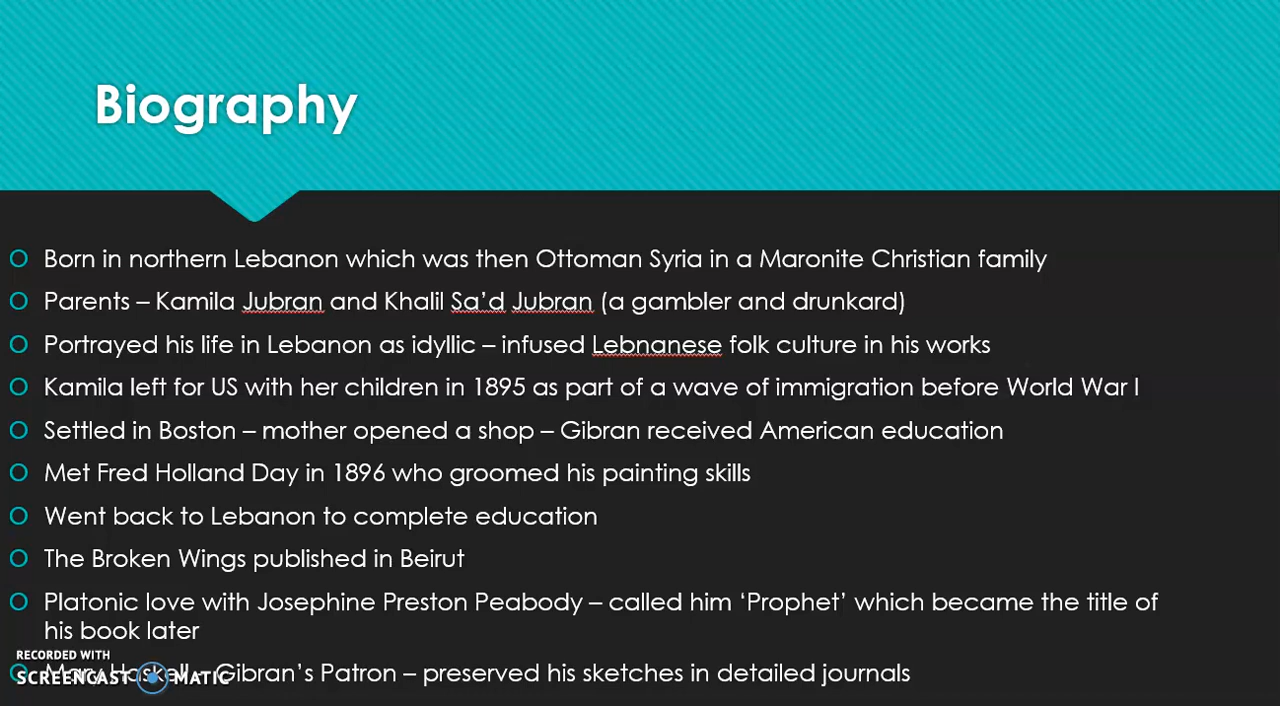 Biography
Born in northern Lebanon which was then Ottoman Syria in a Maronite Christian family
Parents – Kamila Jubran and Khalil Sa'd Jubran (a gambler and drunkard)
Portrayed his life in Lebanon as idyllic – infused Lebnanese folk culture in his works
Kamila left for US with her children in 1895 as part of a wave of immigration before World War I
Settled in Boston – mother opened a shop – Gibran received American education
Met Fred Holland Day in 1896 who groomed his painting skills
Went back to Lebanon to complete education
The Broken Wings published in Beirut
Platonic love with Josephine Preston Peabody – called him 'Prophet' which became the title of
his book later
Mary Haskell – Gibran's Patron – preserved his sketches in detailed journals
RECORDED WITH
SCREENCAST MATIC